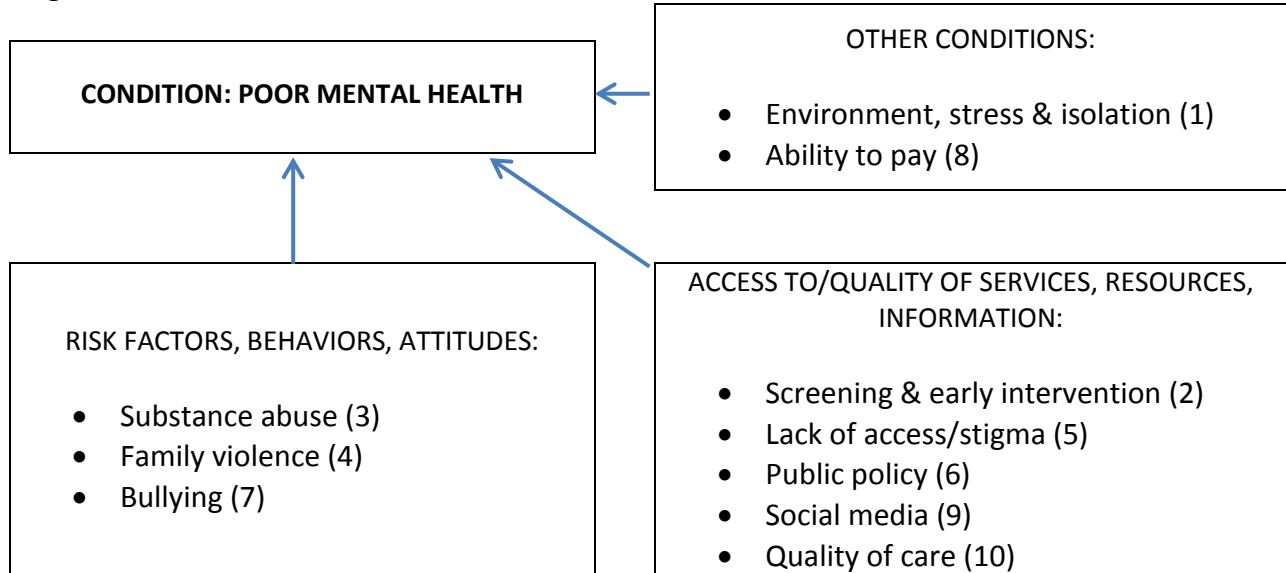 CONDITION: POOR MENTAL HEALTH
OTHER CONDITIONS:
• Environment, stress & isolation (1)
• Ability to pay (8)
RISK FACTORS, BEHAVIORS, ATTITUDES:
• Substance abuse (3)
• Family violence (4)
• Bullying (7)
ACCESS TO/QUALITY OF SERVICES, RESOURCES,
INFORMATION:
• Screening & early intervention (2)
• Lack of access/stigma (5)
• Public policy (6)
• Social media (9)
• Quality of care (10)